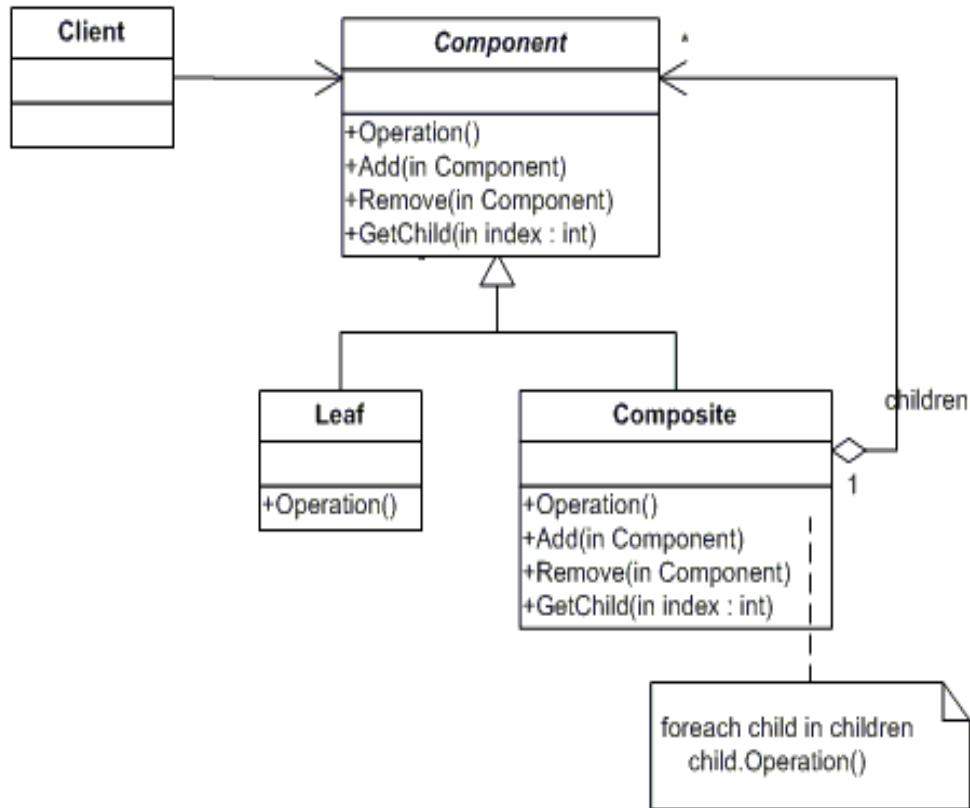 Client
Component
*
+Operation()
+Add(in Component)
+Remove(in Component)
+GetChild(in index : int)
children
Leaf
+Operation()
Composite
1
+Operation()
+Add(in Component)
+Remove(in Component)
+GetChild(in index : int)
foreach child in children
child.Operation()